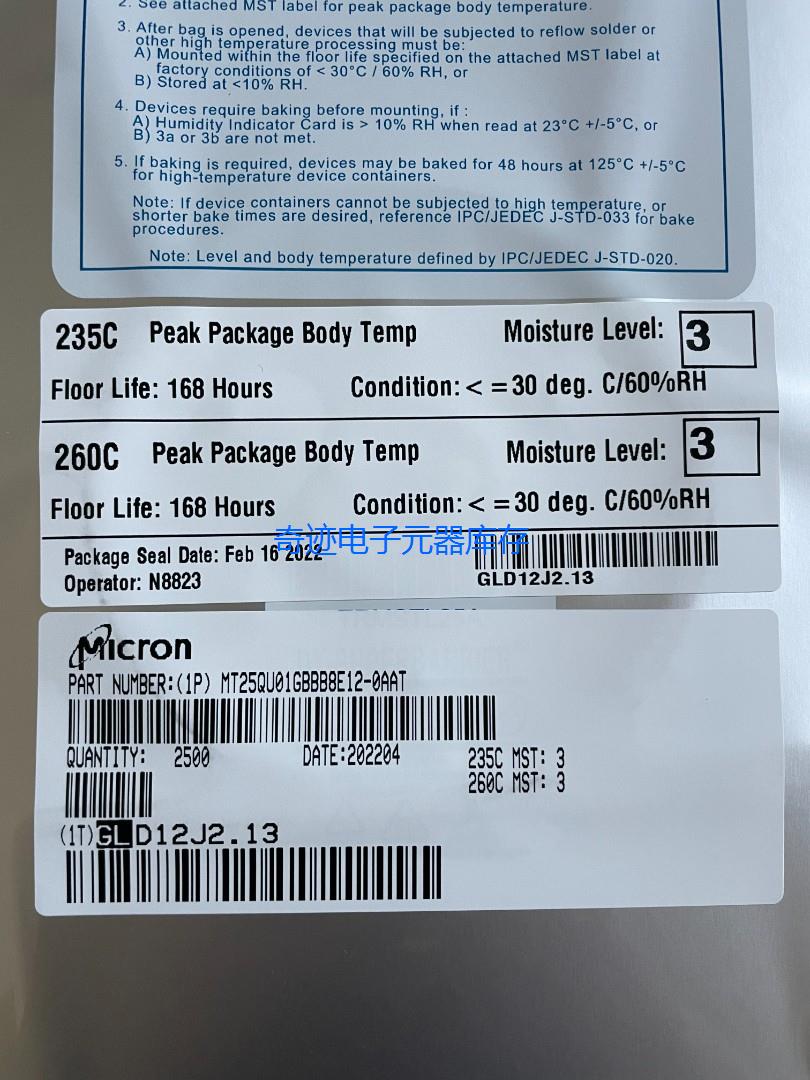 2. See attached MST label for peak package body temperature.
3. After bag is opened, devices that will be subjected to reflow solder or
other high temperature processing must be:
A) Mounted within the floor life specified on the attached MST label at
factory conditions of < 30°C / 60% RH, or
B) Stored at <10% RH.
4. Devices require baking before mounting, if :
A) Humidity Indicator Card is > 10% RH when read at 23°C +/-5°C, or
B) 3a or 3b are not met.
5. If baking is required, devices may be baked for 48 hours at 125°C +/-5°C
for high-temperature device containers.
Note: If device containers cannot be subjected to high temperature, or
shorter bake times are desired, reference IPC/JEDEC J-STD-033 for bake
procedures.
Note: Level and body temperature defined by IPC/JEDEC J-STD-020.
235C Peak Package Body Temp Moisture Level: 3
Floor Life: 168 Hours Condition: < =30 deg. C/60%RH
260C Peak Package Body Temp Moisture Level: 3
Floor Life: 168 Hours Condition: < =30 deg. C/60%RH
奇迹电子元器库存
Package Seal Date: Feb 16 2022
Operator: N8823
GLD12J2.13
Micron
PART NUMBER:(1P) MT25QU01GBBB8E12-0AAT
QUANTITY: 2500 DATE:202204 235C MST: 3
260C MST: 3
(1T)GLD12J2.13